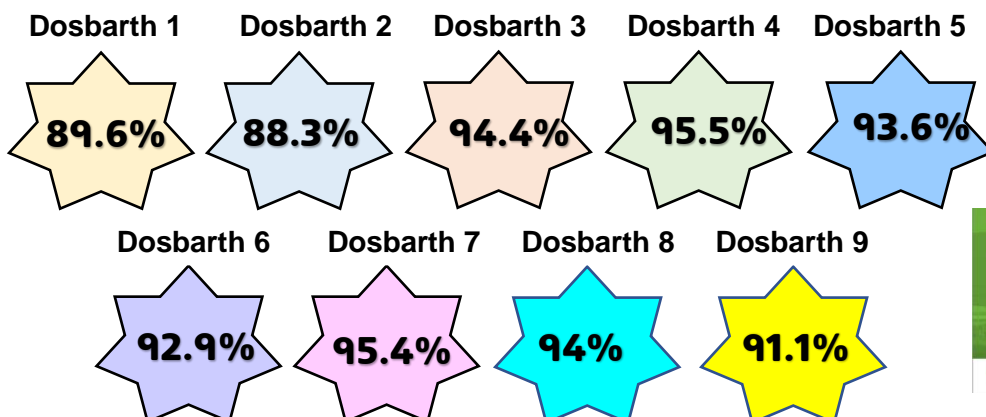 Dosbarth 1 Dosbarth 2 Dosbarth 3 Dosbarth 4 Dosbarth 5
89.6% 88.3% 94.4% 95.5% 93.6%
Dosbarth 6 Dosbarth 7 Dosbarth 8 Dosbarth 9
92.9% 95.4% 94% 91.1%